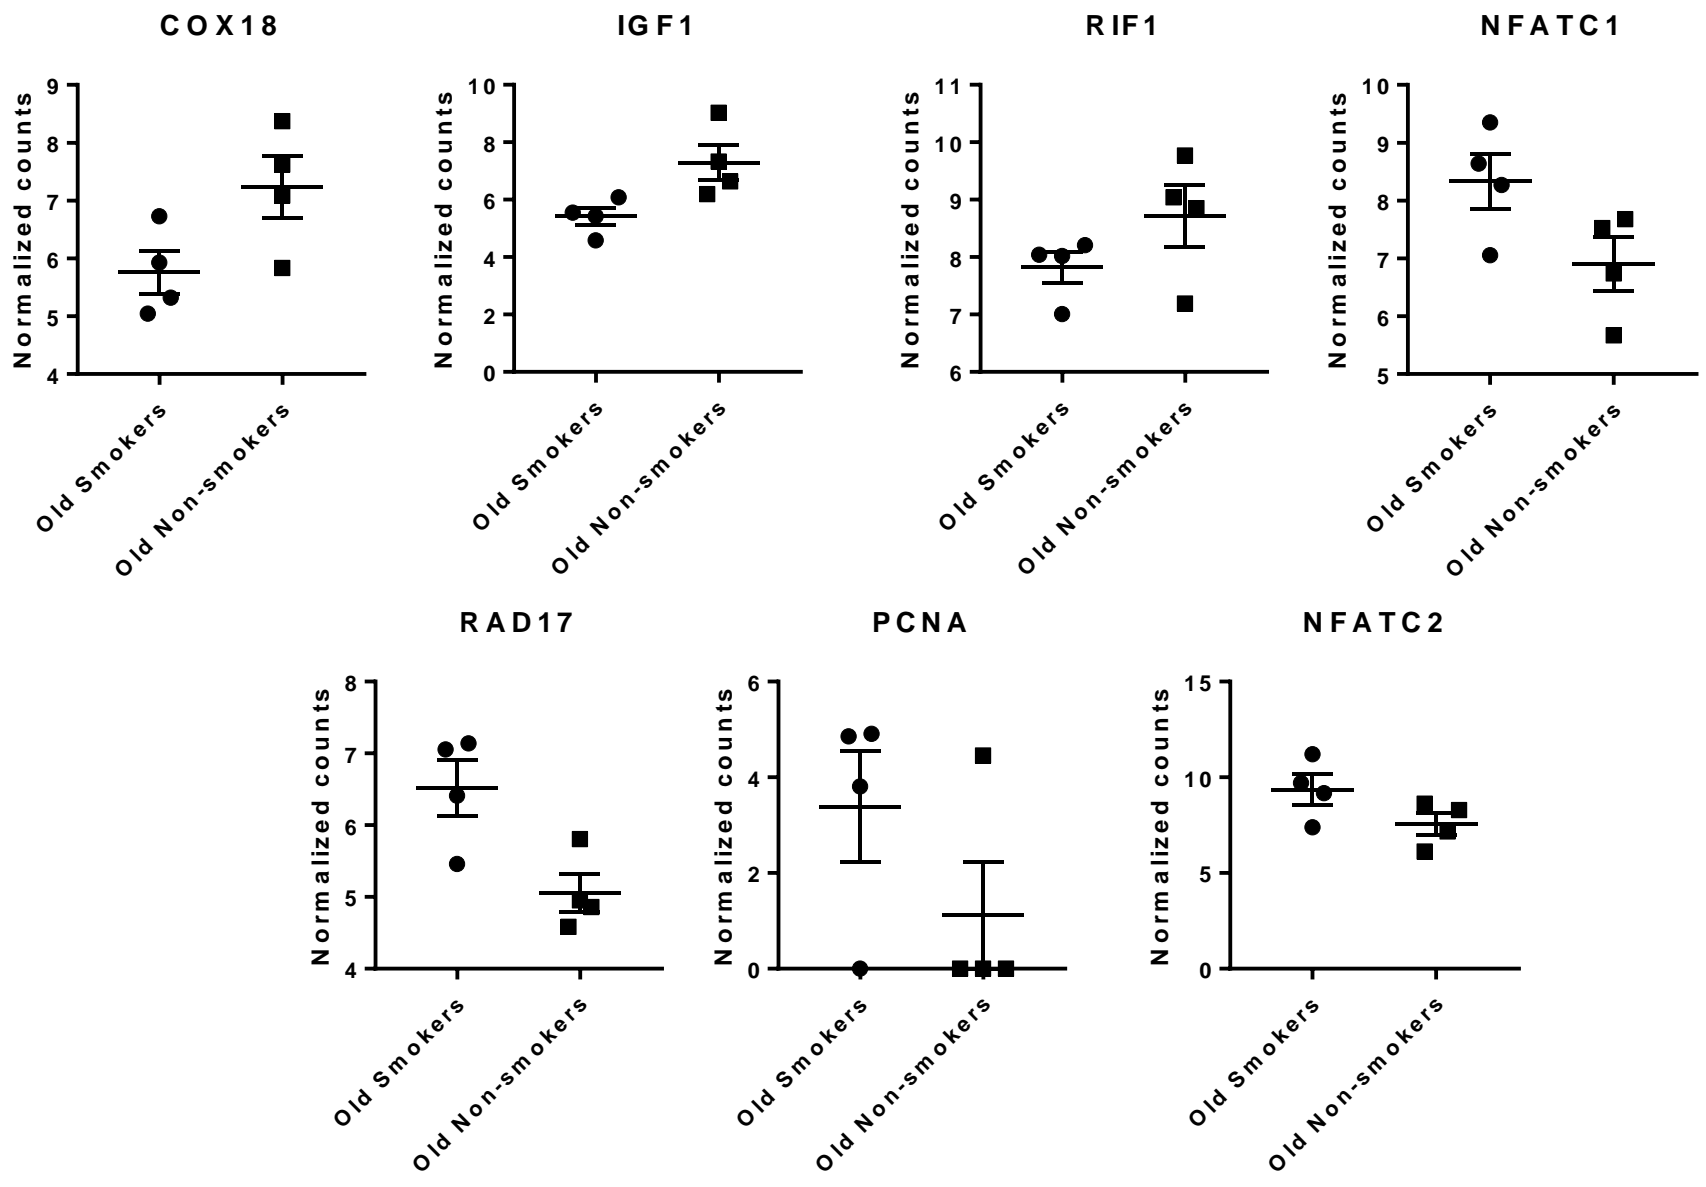 COX18
Normalized counts
9
8
7
6
5
4
Old Smokers
Old Non-smokers
IGF1
Normalized counts
10
8
6
4
2
0
Old Smokers
Old Non-smokers
RIF1
Normalized counts
11
10
9
8
7
6
Old Smokers
Old Non-smokers
NFATC1
Normalized counts
10
9
8
7
6
5
Old Smokers
Old Non-smokers
RAD17
Normalized counts
8
7
6
5
4
Old Smokers
Old Non-smokers
PCNA
Normalized counts
6
4
2
0
Old Smokers
Old Non-smokers
NFATC2
Normalized counts
15
10
5
0
Old Smokers
Old Non-smokers